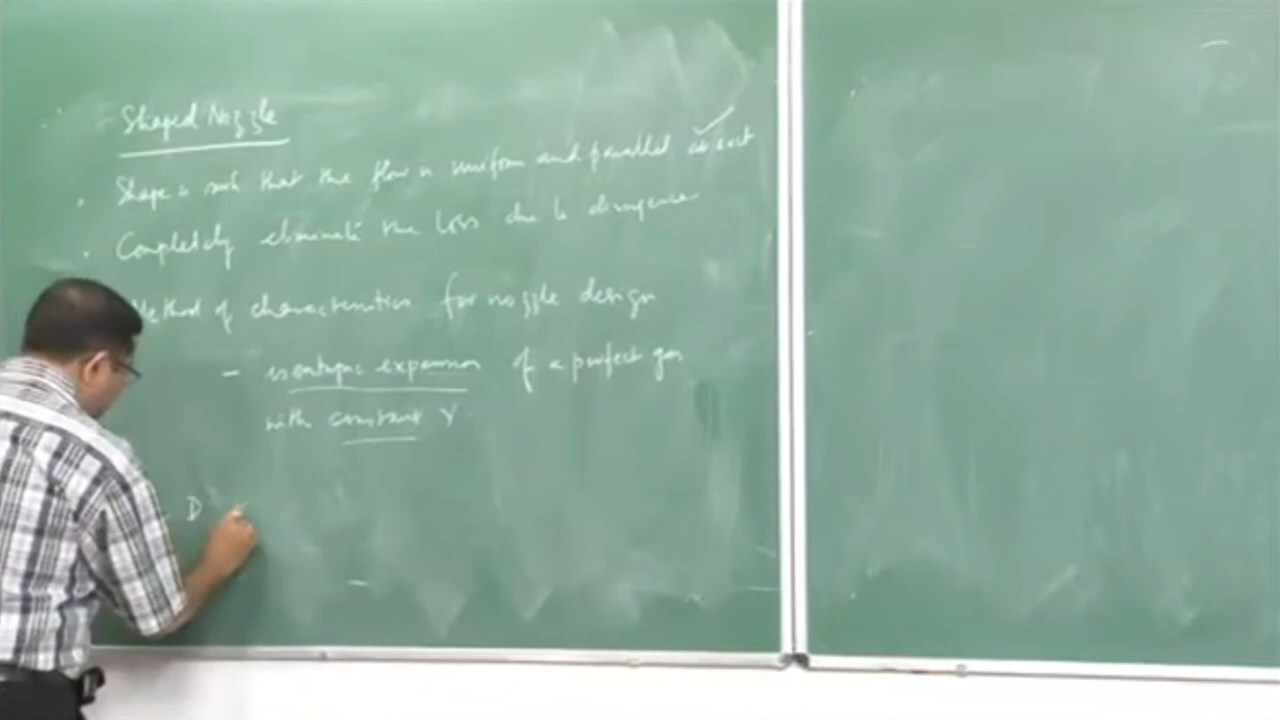 Shaped Nozzle
. Shape is such that the flow is uniform and parallel at exit
. Completely eliminate the loss due to divergence
Method of characteristics for nozzle design
- isentropic expansion of a perfect gas
with constant γ
D